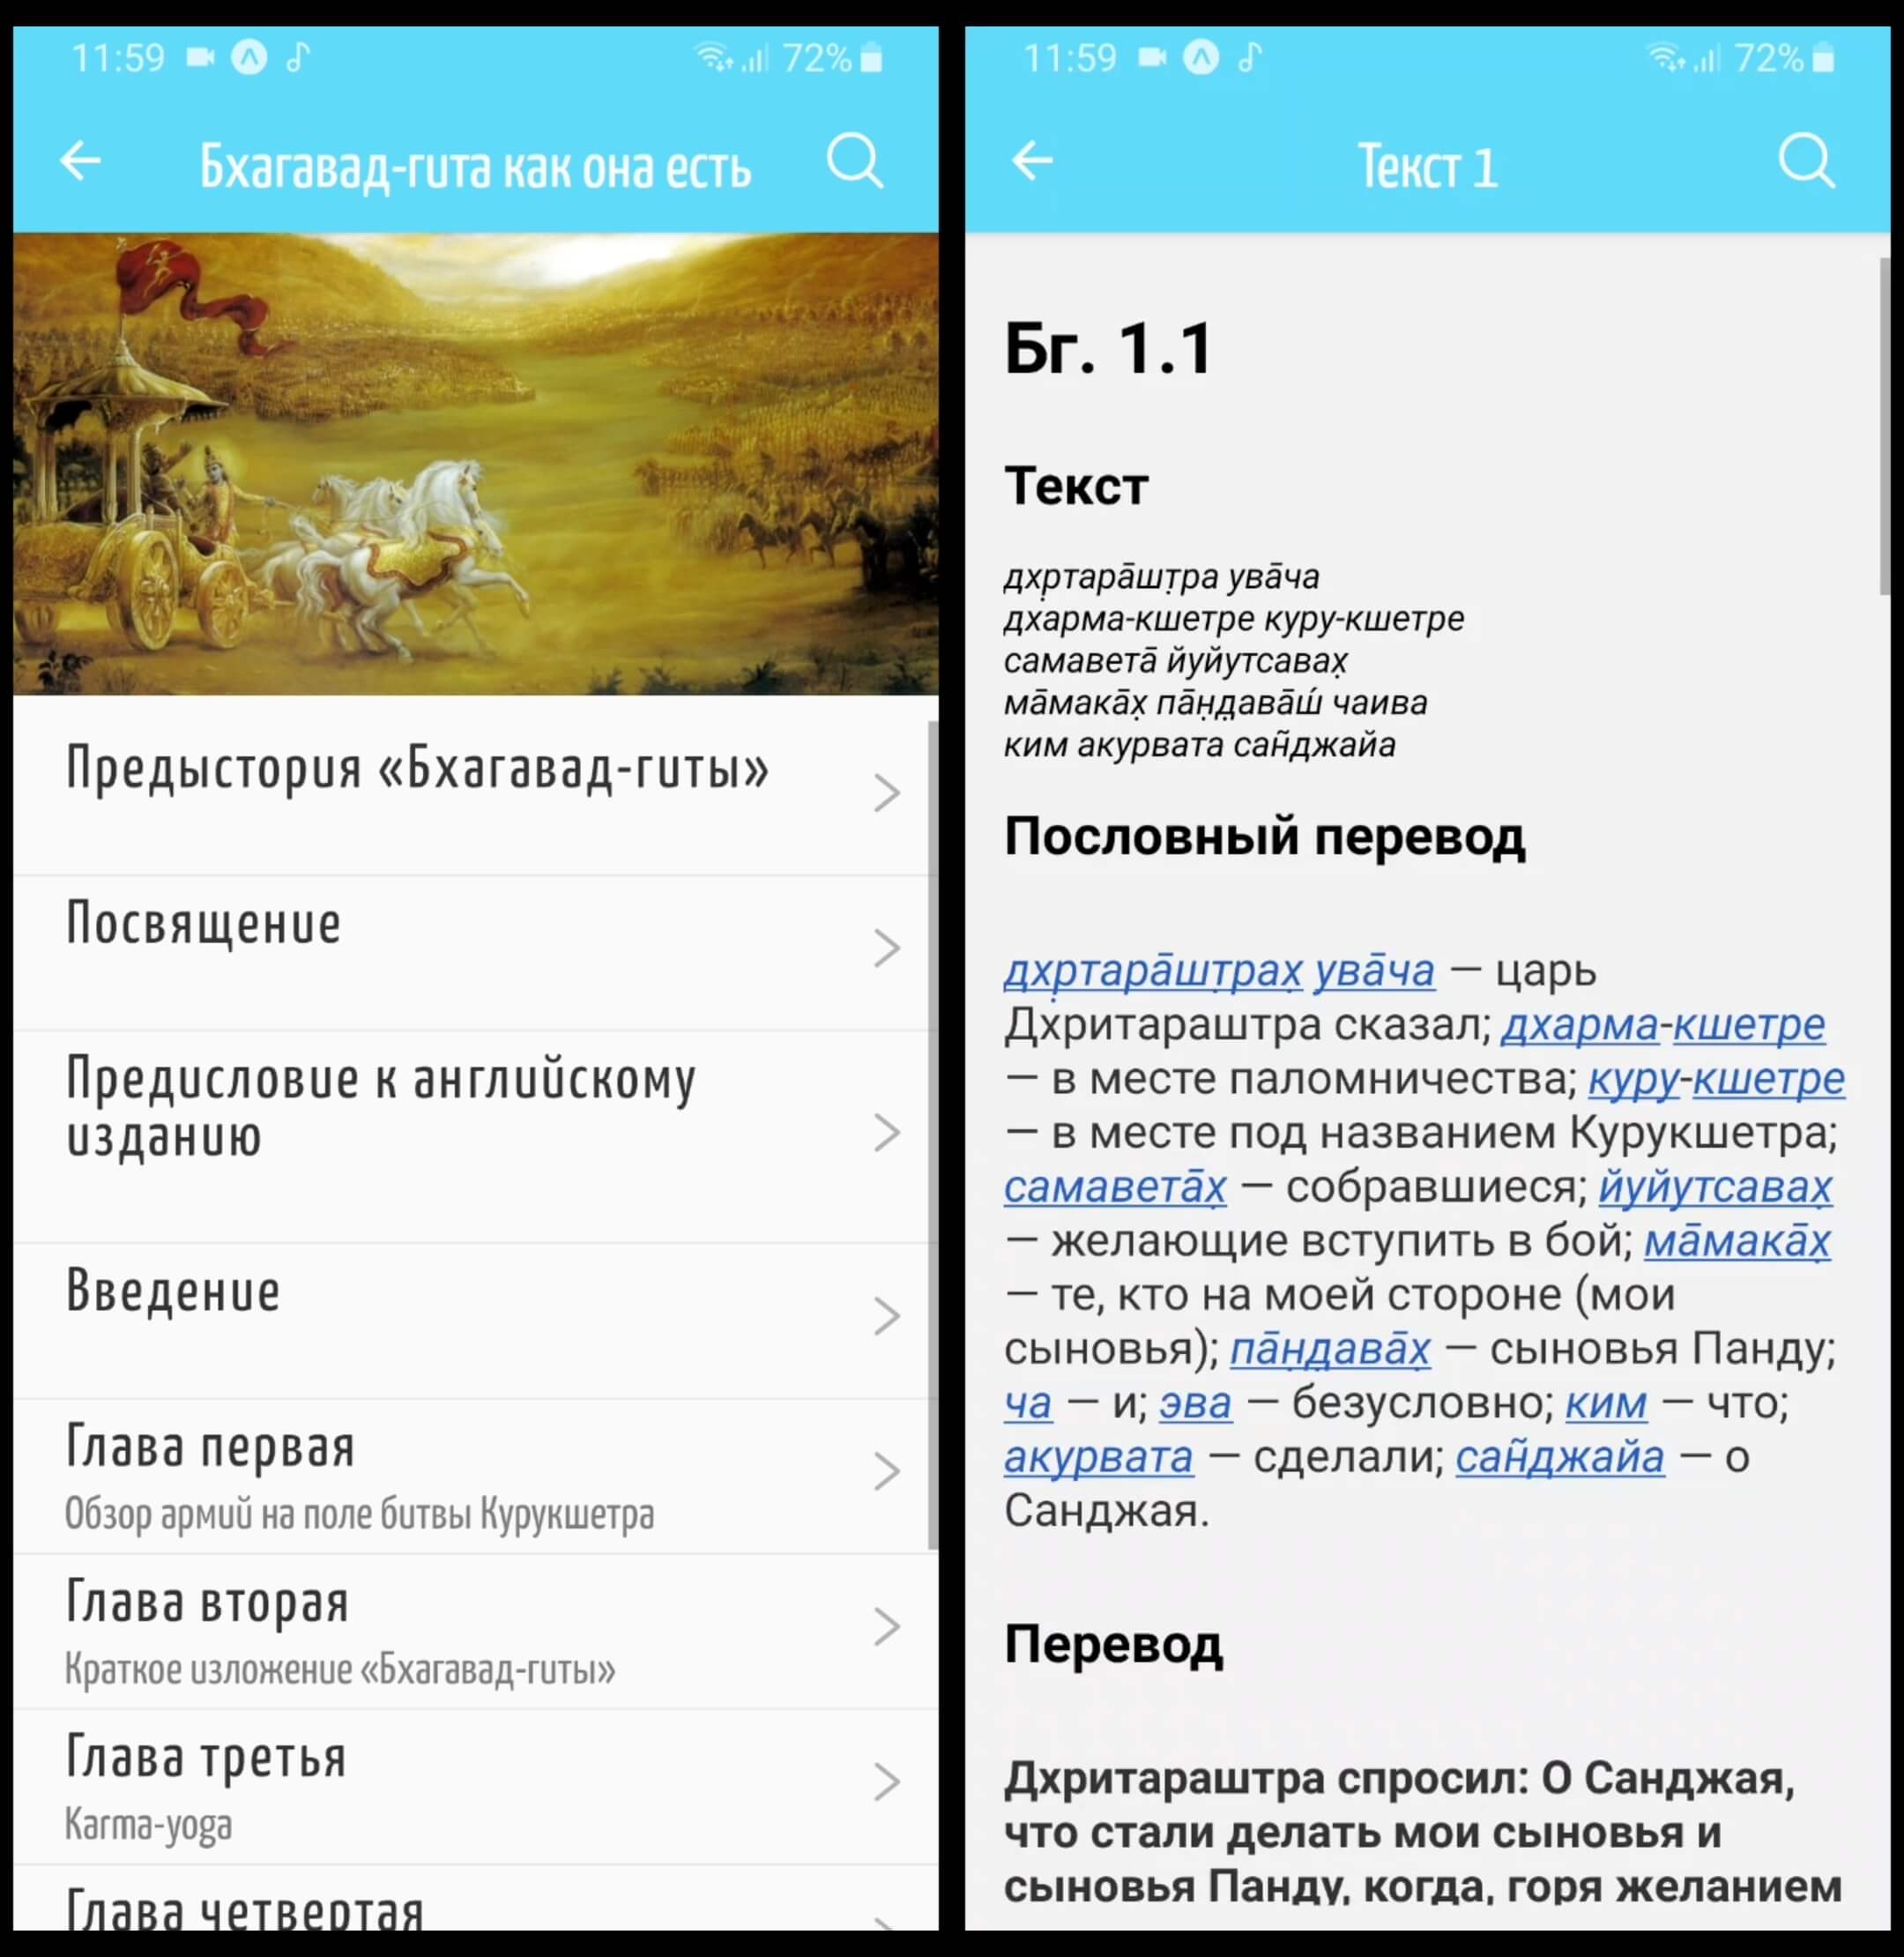 11:59 72%
Бхагавад-гита как она есть
Предыстория «Бхагавад-гиты»
Посвящение
Предисловие к английскому
изданию
Введение
Глава первая
Обзор армий на поле битвы Курукшетра
Глава вторая
Краткое изложение «Бхагавад-гиты»
Глава третья
Karma-yoga
Глава четвертая
11:59 72%
Текст 1
Бг. 1.1
Текст
дхр̣тара̄шт̣ра ува̄ча
дхарма-кшетре куру-кшетре
самавета̄ йуйутсавах̣
ма̄мака̄х̣ па̄н̣д̣ава̄ш́ чаива
ким акурвата сан̃джайа
Пословный перевод
дхр̣тара̄шт̣рах̣ ува̄ча — царь
Дхритараштра сказал; дхарма-кшетре
— в месте паломничества; куру-кшетре
— в месте под названием Курукшетра;
самавета̄х̣ — собравшиеся; йуйутсавах̣
— желающие вступить в бой; ма̄мака̄х̣
— те, кто на моей стороне (мои
сыновья); па̄н̣д̣ава̄х̣ — сыновья Панду;
ча — и; эва — безусловно; ким — что;
акурвата — сделали; сан̃джайа — о
Санджая.
Перевод
Дхритараштра спросил: О Санджая,
что стали делать мои сыновья и
сыновья Панду, когда, горя желанием